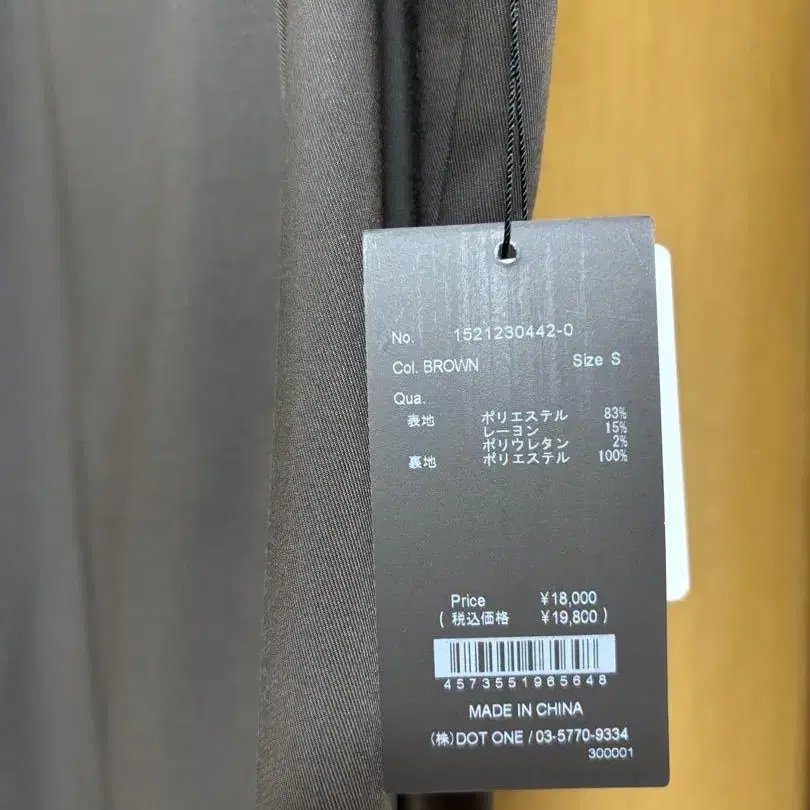 No. 1521230442-0
Col. BROWN Size S
Qua.
表地 ポリエステル 83%
レーヨン 15%
ポリウレタン 2%
裏地 ポリエステル 100%
Price ¥18,000
( 税込価格 ¥19,800 )
4573551965648
MADE IN CHINA
(株)DOT ONE / 03-5770-9334
300001